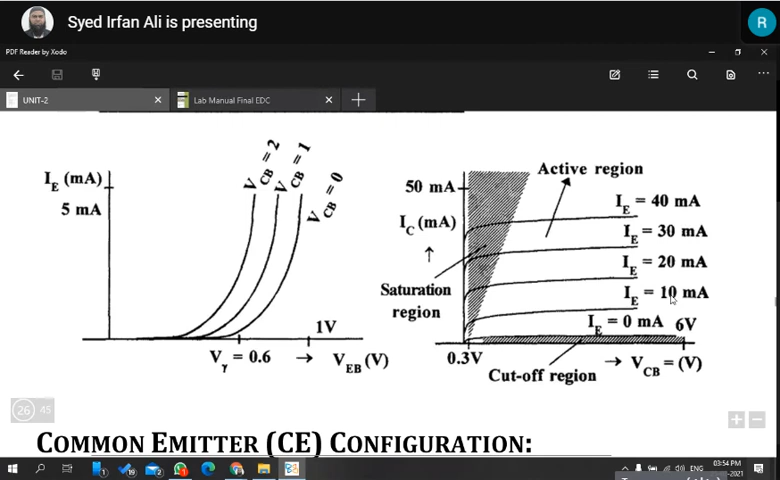 Syed Irfan Ali is presenting
R
PDF Reader by Xodo
UNIT-2
Lab Manual Final EDC
I_E (mA)
5 mA
V_CB = 2
V_CB = 1
V_CB = 0
1V
V_γ = 0.6 → V_EB (V)
50 mA
I_C (mA)
↑
Active region
I_E = 40 mA
I_E = 30 mA
I_E = 20 mA
I_E = 10 mA
I_E = 0 mA 6V
Saturation
region
0.3V
→ V_CB = (V)
Cut-off region
26 45
COMMON EMITTER (CE) CONFIGURATION:
03:54 PM